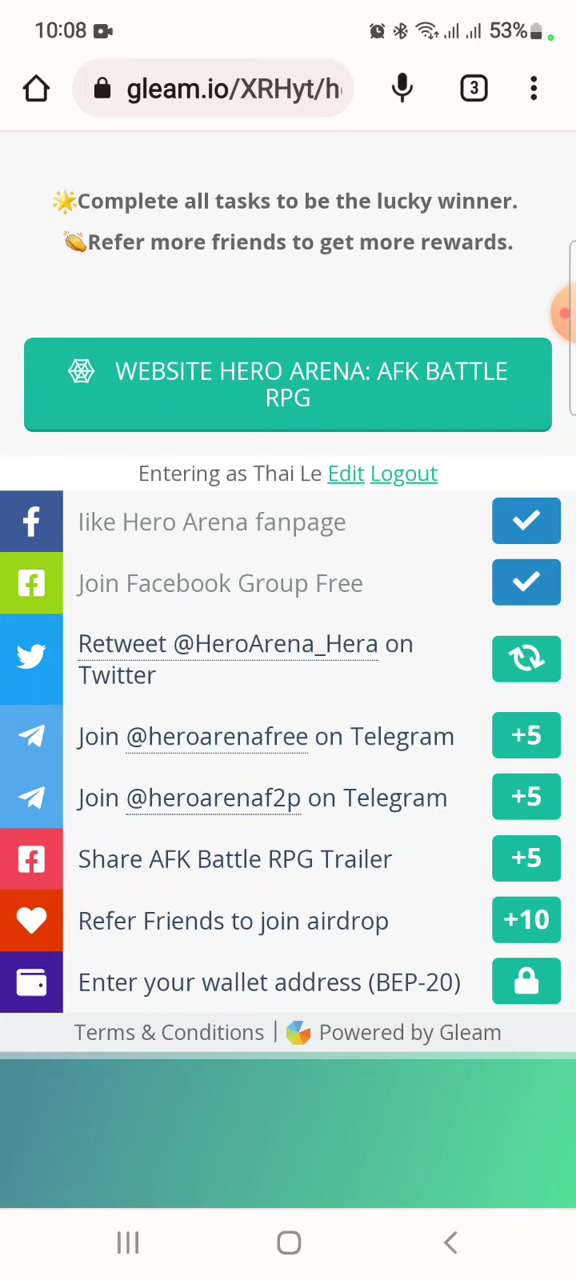 10:08
53%
gleam.io/XRHyt/h
3
🌟Complete all tasks to be the lucky winner.
👏Refer more friends to get more rewards.
WEBSITE HERO ARENA: AFK BATTLE
RPG
Entering as Thai Le Edit Logout
like Hero Arena fanpage
Join Facebook Group Free
Retweet @HeroArena_Hera on
Twitter
Join @heroarenafree on Telegram +5
Join @heroarenaf2p on Telegram +5
Share AFK Battle RPG Trailer +5
Refer Friends to join airdrop +10
Enter your wallet address (BEP-20)
Terms & Conditions | Powered by Gleam